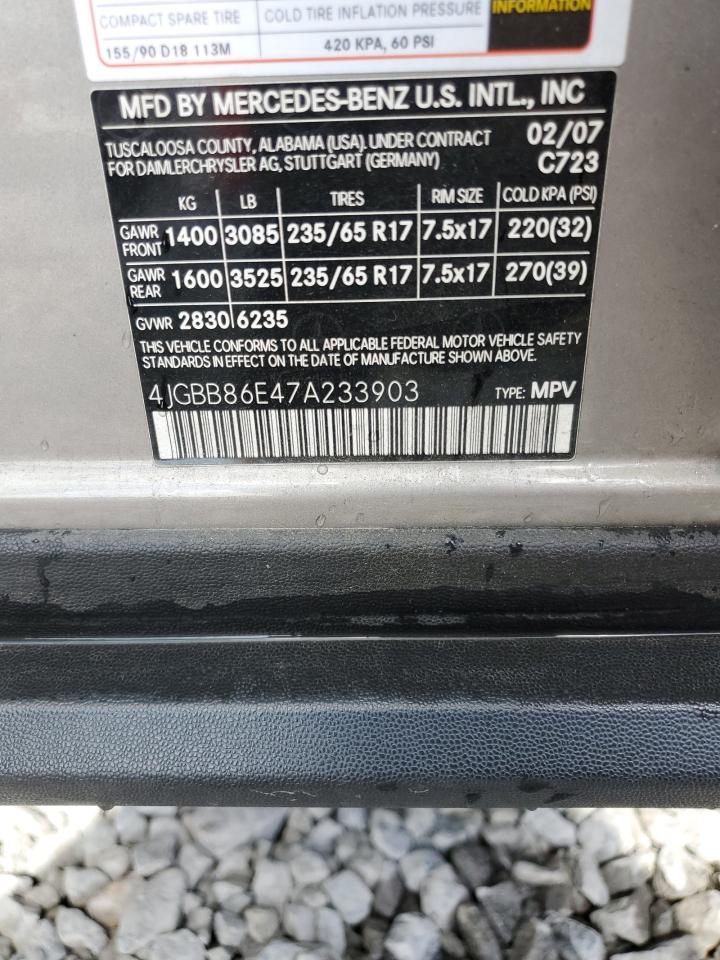 COMPACT SPARE TIRE COLD TIRE INFLATION PRESSURE INFORMATION
155/90 D18 113M 420 KPA, 60 PSI
MFD BY MERCEDES-BENZ U.S. INTL., INC
TUSCALOOSA COUNTY, ALABAMA (USA). UNDER CONTRACT 02/07
FOR DAIMLERCHRYSLER AG, STUTTGART (GERMANY) C723
KG LB TIRES RIM SIZE COLD KPA (PSI)
GAWR FRONT 1400 3085 235/65 R17 7.5x17 220(32)
GAWR REAR 1600 3525 235/65 R17 7.5x17 270(39)
GVWR 2830 6235
THIS VEHICLE CONFORMS TO ALL APPLICABLE FEDERAL MOTOR VEHICLE SAFETY
STANDARDS IN EFFECT ON THE DATE OF MANUFACTURE SHOWN ABOVE.
4JGBB86E47A233903 TYPE: MPV